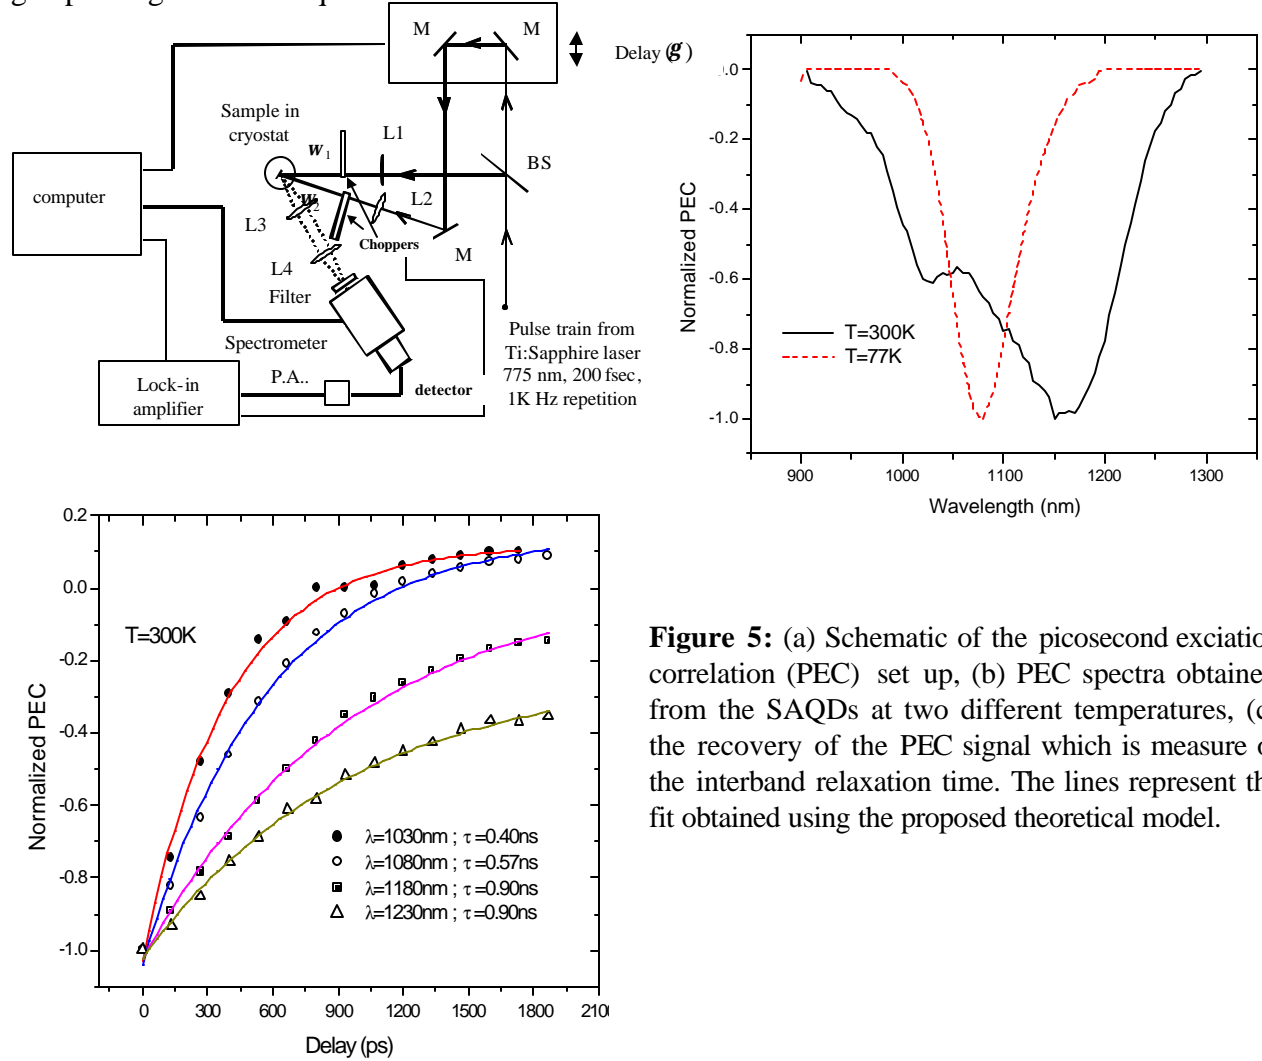 M
M
Delay (g)
Sample in
cryostat
W1
L1
BS
computer
W2
L2
L3
Choppers
M
L4
Filter
Spectrometer
Pulse train from
Ti:Sapphire laser
775 nm, 200 fsec,
1K Hz repetition
P.A..
detector
Lock-in
amplifier
0.0
-0.2
-0.4
-0.6
-0.8
-1.0
Normalized PEC
T=300K
T=77K
900
1000
1100
1200
1300
Wavelength (nm)
0.2
0.0
-0.2
-0.4
-0.6
-0.8
-1.0
Normalized PEC
T=300K
λ=1030nm ; τ=0.40ns
λ=1080nm ; τ=0.57ns
λ=1180nm ; τ=0.90ns
λ=1230nm ; τ=0.90ns
0
300
600
900
1200
1500
1800
210
Delay (ps)
Figure 5: (a) Schematic of the picosecond exciatio
correlation (PEC) set up, (b) PEC spectra obtaine
from the SAQDs at two different temperatures, (c
the recovery of the PEC signal which is measure o
the interband relaxation time. The lines represent th
fit obtained using the proposed theoretical model.